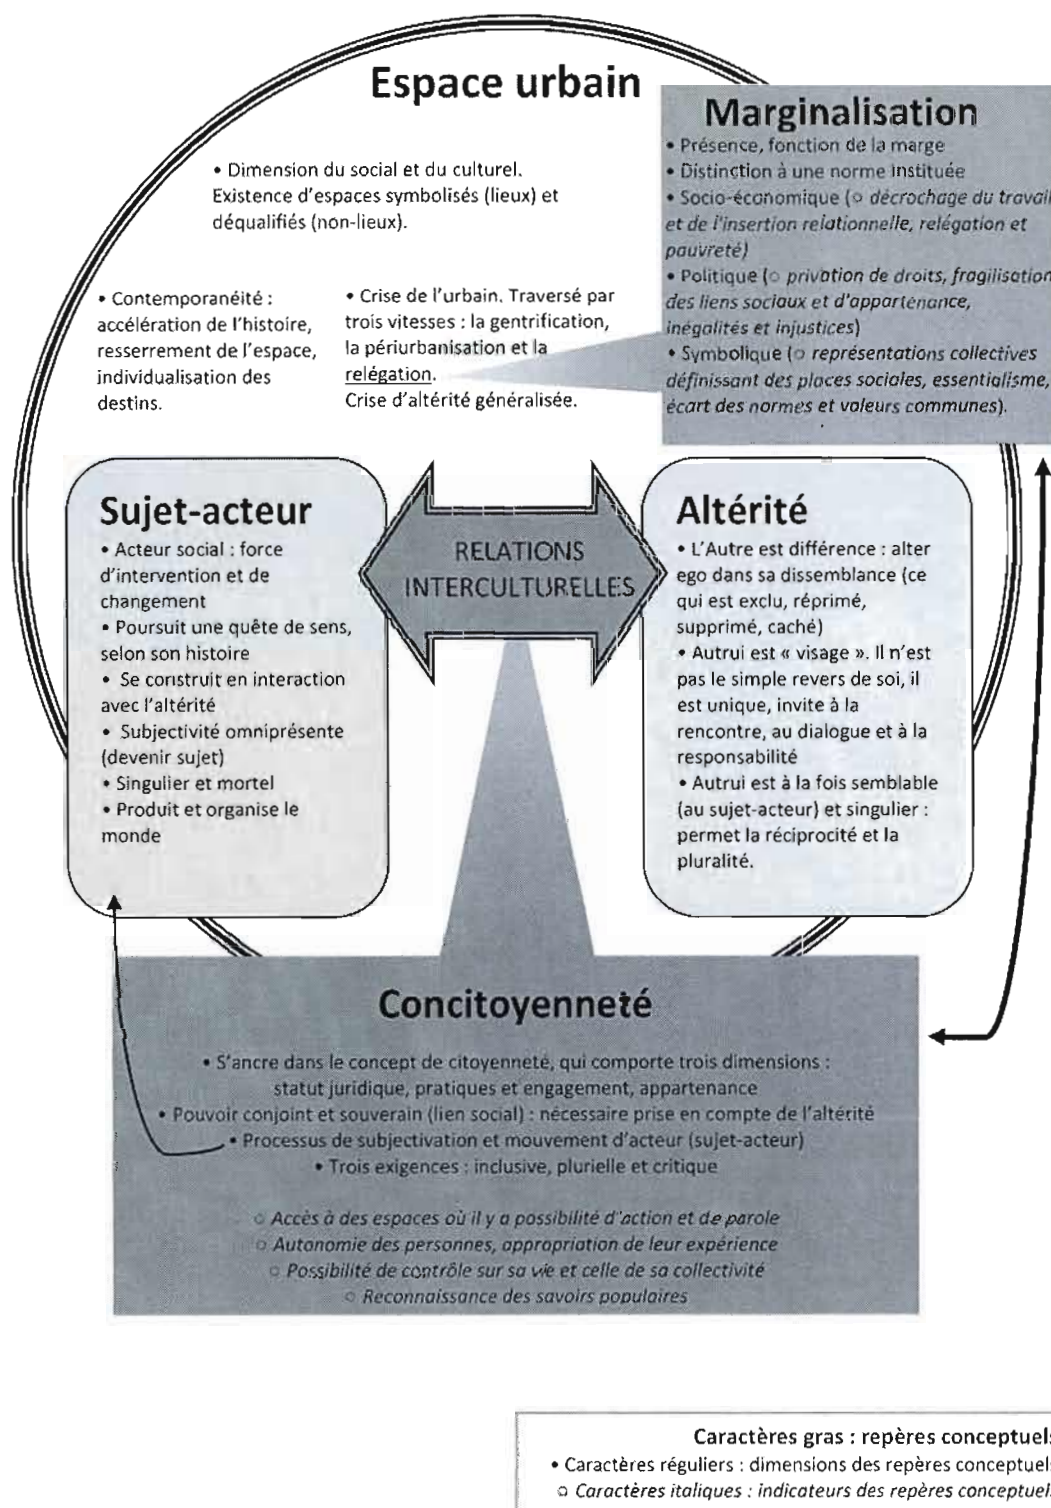 Espace urbain
Marginalisation
• Présence, fonction de la marge
• Distinction à une norme instituée
• Socio-économique (○ décrochage du travail
et de l'insertion relationnelle, relégation et
pauvreté)
• Politique (○ privation de droits, fragilisation
des liens sociaux et d'appartenance,
inégalités et injustices)
• Symbolique (○ représentations collectives
définissant des places sociales, essentialisme,
écart des normes et valeurs communes).
• Dimension du social et du culturel.
Existence d'espaces symbolisés (lieux) et
déqualifiés (non-lieux).
• Contemporanéité :
accélération de l'histoire,
resserrement de l'espace,
individualisation des
destins.
• Crise de l'urbain. Traversé par
trois vitesses : la gentrification,
la périurbanisation et la
relégation.
Crise d'altérité généralisée.
Sujet-acteur
• Acteur social : force
d'intervention et de
changement
• Poursuit une quête de sens,
selon son histoire
• Se construit en interaction
avec l'altérité
• Subjectivité omniprésente
(devenir sujet)
• Singulier et mortel
• Produit et organise le
monde
RELATIONS
INTERCULTURELLES
Altérité
• L'Autre est différence : alter
ego dans sa dissemblance (ce
qui est exclu, réprimé,
supprimé, caché)
• Autrui est « visage ». Il n'est
pas le simple revers de soi, il
est unique, invite à la
rencontre, au dialogue et à la
responsabilité
• Autrui est à la fois semblable
(au sujet-acteur) et singulier :
permet la réciprocité et la
pluralité.
Concitoyenneté
• S'ancre dans le concept de citoyenneté, qui comporte trois dimensions :
statut juridique, pratiques et engagement, appartenance
• Pouvoir conjoint et souverain (lien social) : nécessaire prise en compte de l'altérité
• Processus de subjectivation et mouvement d'acteur (sujet-acteur)
• Trois exigences : inclusive, plurielle et critique
○ Accès à des espaces où il y a possibilité d'action et de parole
○ Autonomie des personnes, appropriation de leur expérience
○ Possibilité de contrôle sur sa vie et celle de sa collectivité
○ Reconnaissance des savoirs populaires
Caractères gras : repères conceptuels
• Caractères réguliers : dimensions des repères conceptuels
○ Caractères italiques : indicateurs des repères conceptuels